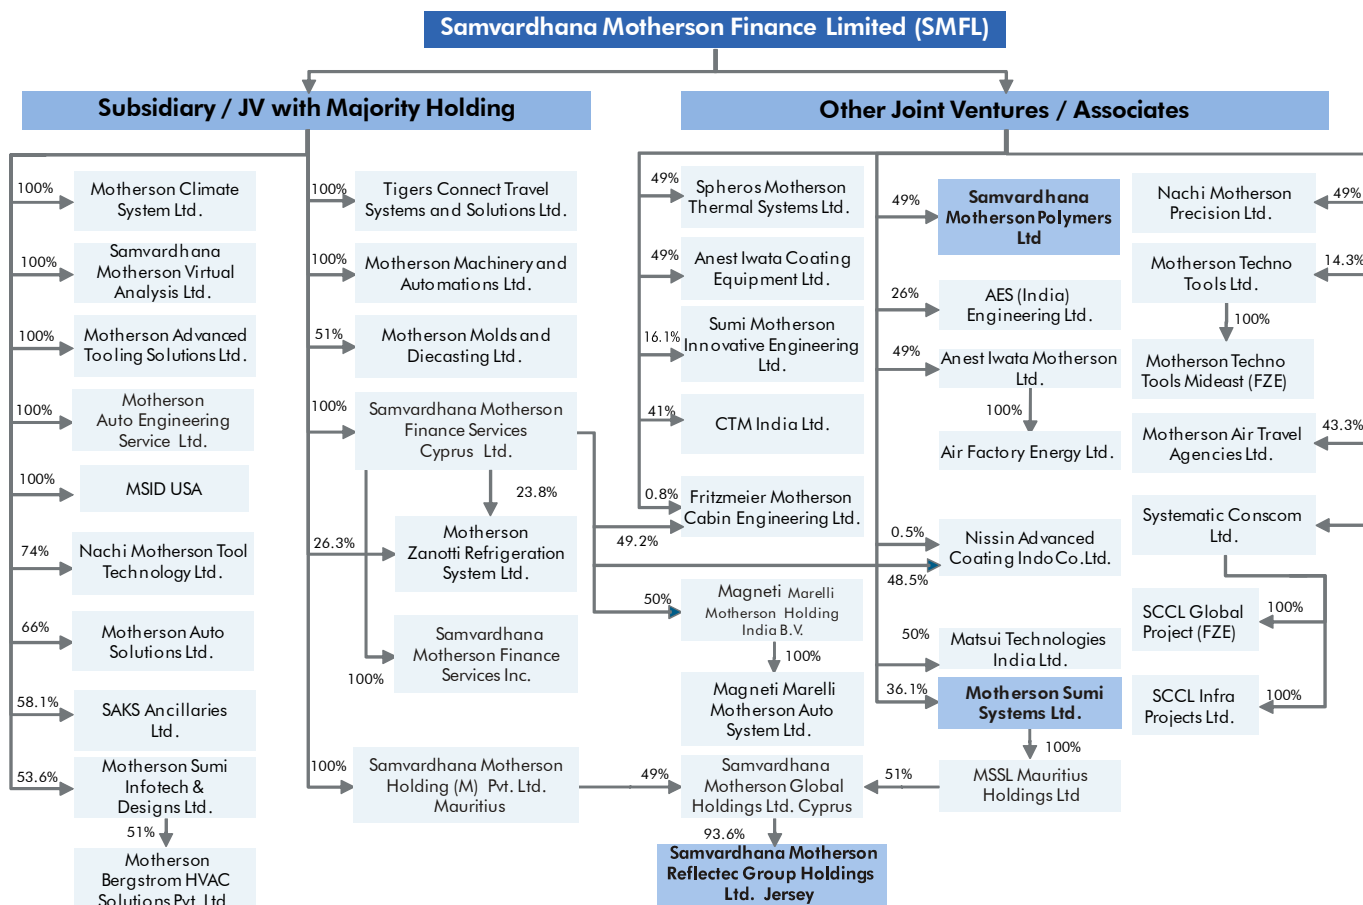 Samvardhana Motherson Finance Limited (SMFL)
Subsidiary / JV with Majority Holding
Other Joint Ventures / Associates
100%
Motherson Climate
System Ltd.
100%
Samvardhana
Motherson Virtual
Analysis Ltd.
100%
Motherson Advanced
Tooling Solutions Ltd.
100%
Motherson
Auto Engineering
Service Ltd.
100%
MSID USA
74%
Nachi Motherson Tool
Technology Ltd.
66%
Motherson Auto
Solutions Ltd.
58.1%
SAKS Ancillaries
Ltd.
53.6%
Motherson Sumi
Infotech &
Designs Ltd.
51%
Motherson
Bergstrom HVAC
Solutions Pvt. Ltd.
100%
Tigers Connect Travel
Systems and Solutions Ltd.
100%
Motherson Machinery and
Automations Ltd.
51%
Motherson Molds and
Diecasting Ltd.
100%
Samvardhana Motherson
Finance Services
Cyprus Ltd.
23.8%
26.3%
Motherson
Zanotti Refrigeration
System Ltd.
100%
Samvardhana
Motherson Finance
Services Inc.
100%
Samvardhana Motherson
Holding (M) Pvt. Ltd.
Mauritius
49%
49%
Spheros Motherson
Thermal Systems Ltd.
49%
Anest Iwata Coating
Equipment Ltd.
16.1%
Sumi Motherson
Innovative Engineering
Ltd.
41%
CTM India Ltd.
0.8%
Fritzmeier Motherson
Cabin Engineering Ltd.
49.2%
50%
Magneti Marelli
Motherson Holding
India B.V.
100%
Magneti Marelli
Motherson Auto
System Ltd.
Samvardhana
Motherson Global
Holdings Ltd. Cyprus
93.6%
Samvardhana Motherson
Reflectec Group Holdings
Ltd. Jersey
49%
Samvardhana
Motherson Polymers
Ltd
26%
AES (India)
Engineering Ltd.
49%
Anest Iwata Motherson
Ltd.
100%
Air Factory Energy Ltd.
0.5%
Nissin Advanced
Coating Indo Co. Ltd.
48.5%
50%
Matsui Technologies
India Ltd.
36.1%
Motherson Sumi
Systems Ltd.
100%
51%
MSSL Mauritius
Holdings Ltd
Nachi Motherson
Precision Ltd.
49%
Motherson Techno
Tools Ltd.
14.3%
100%
Motherson Techno
Tools Mideast (FZE)
Motherson Air Travel
Agencies Ltd.
43.3%
Systematic Conscom
Ltd.
SCCL Global
Project (FZE)
100%
SCCL Infra
Projects Ltd.
100%